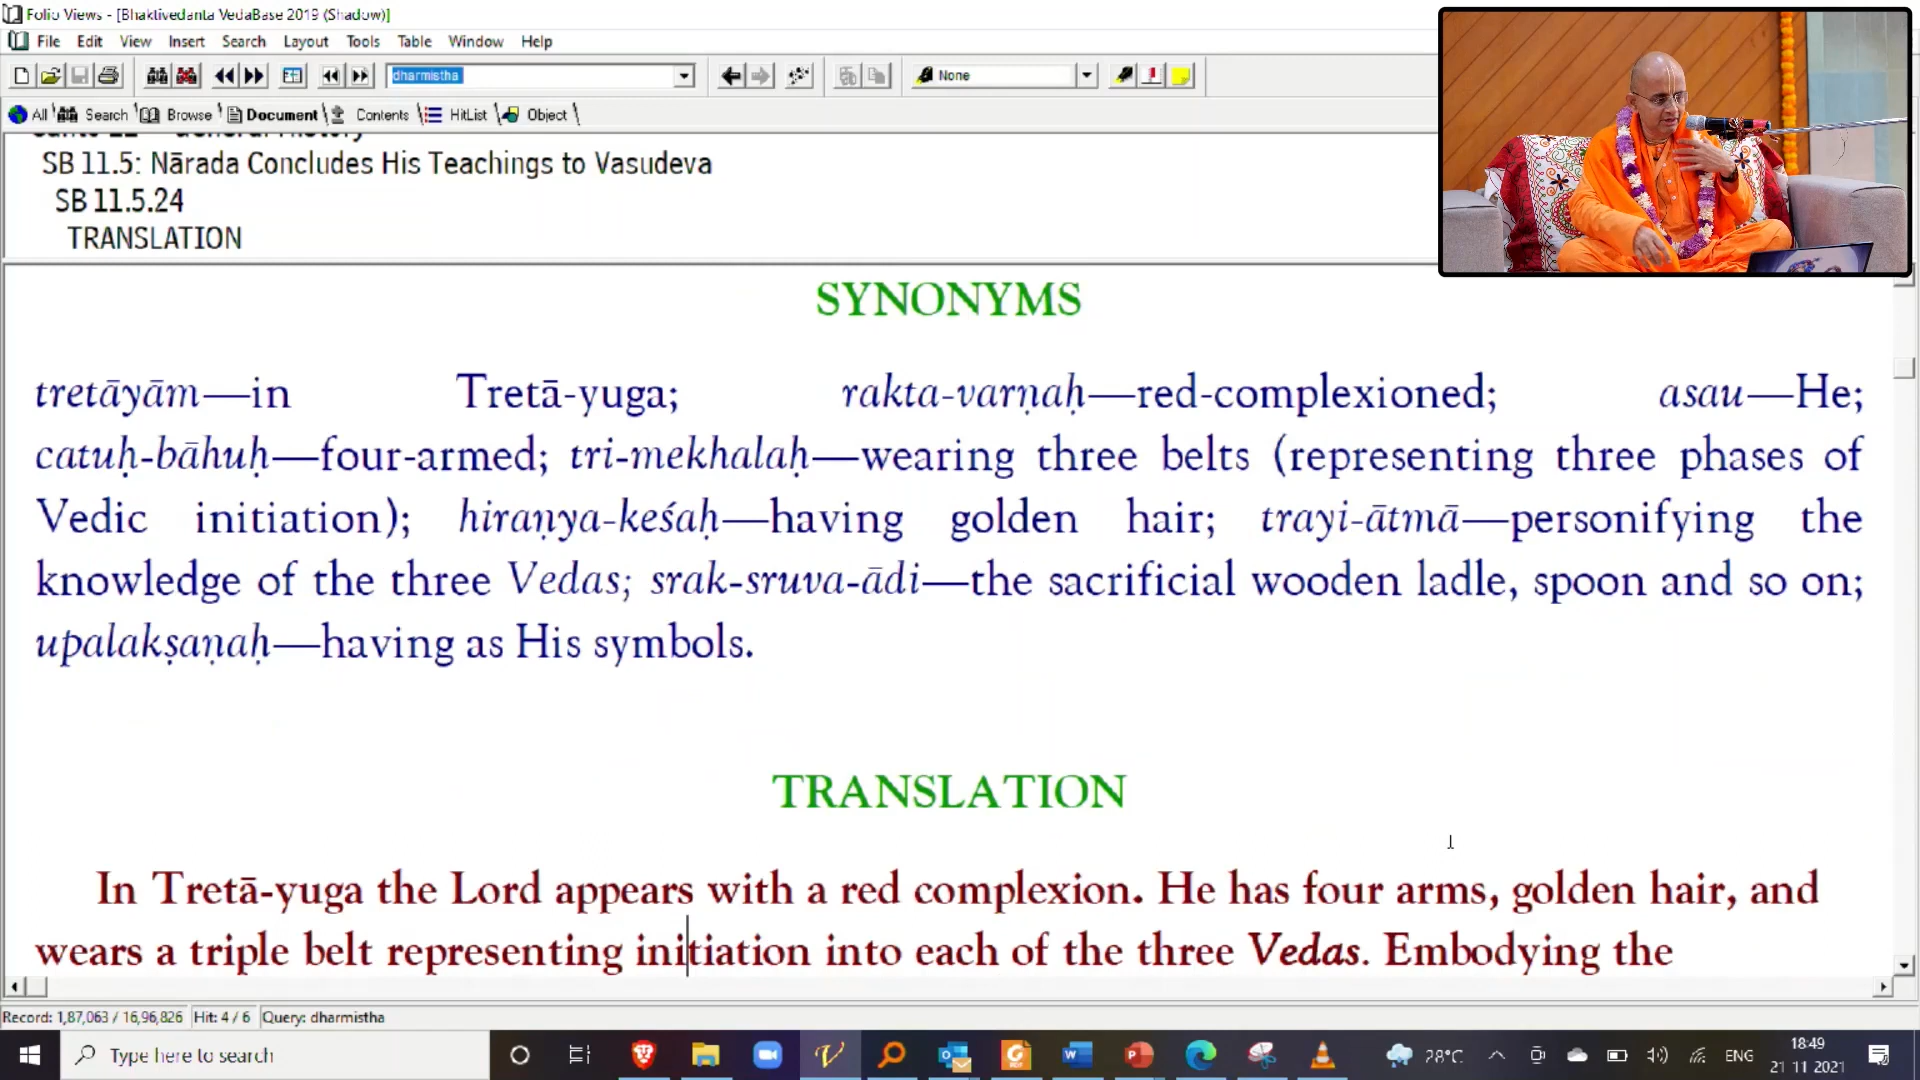 Folio Views - [Bhaktivedanta VedaBase 2019 (Shadow)]
File Edit View Insert Search Layout Tools Table Window Help
dharmistha None
All Search Browse Document Contents HitList Object
SB 11.5: Nārada Concludes His Teachings to Vasudeva
SB 11.5.24
TRANSLATION
SYNONYMS
tretāyām—in Tretā-yuga; rakta-varṇaḥ—red-complexioned; asau—He;
catuḥ-bāhuḥ—four-armed; tri-mekhalaḥ—wearing three belts (representing three phases of
Vedic initiation); hiraṇya-keśaḥ—having golden hair; trayi-ātmā—personifying the
knowledge of the three Vedas; srak-sruva-ādi—the sacrificial wooden ladle, spoon and so on;
upalakṣaṇaḥ—having as His symbols.
TRANSLATION
In Tretā-yuga the Lord appears with a red complexion. He has four arms, golden hair, and
wears a triple belt representing initiation into each of the three Vedas. Embodying the
Record: 1,87,063 / 16,96,826 Hit: 4 / 6 Query: dharmistha
Type here to search 28°C ENG 18:49
21-11-2021